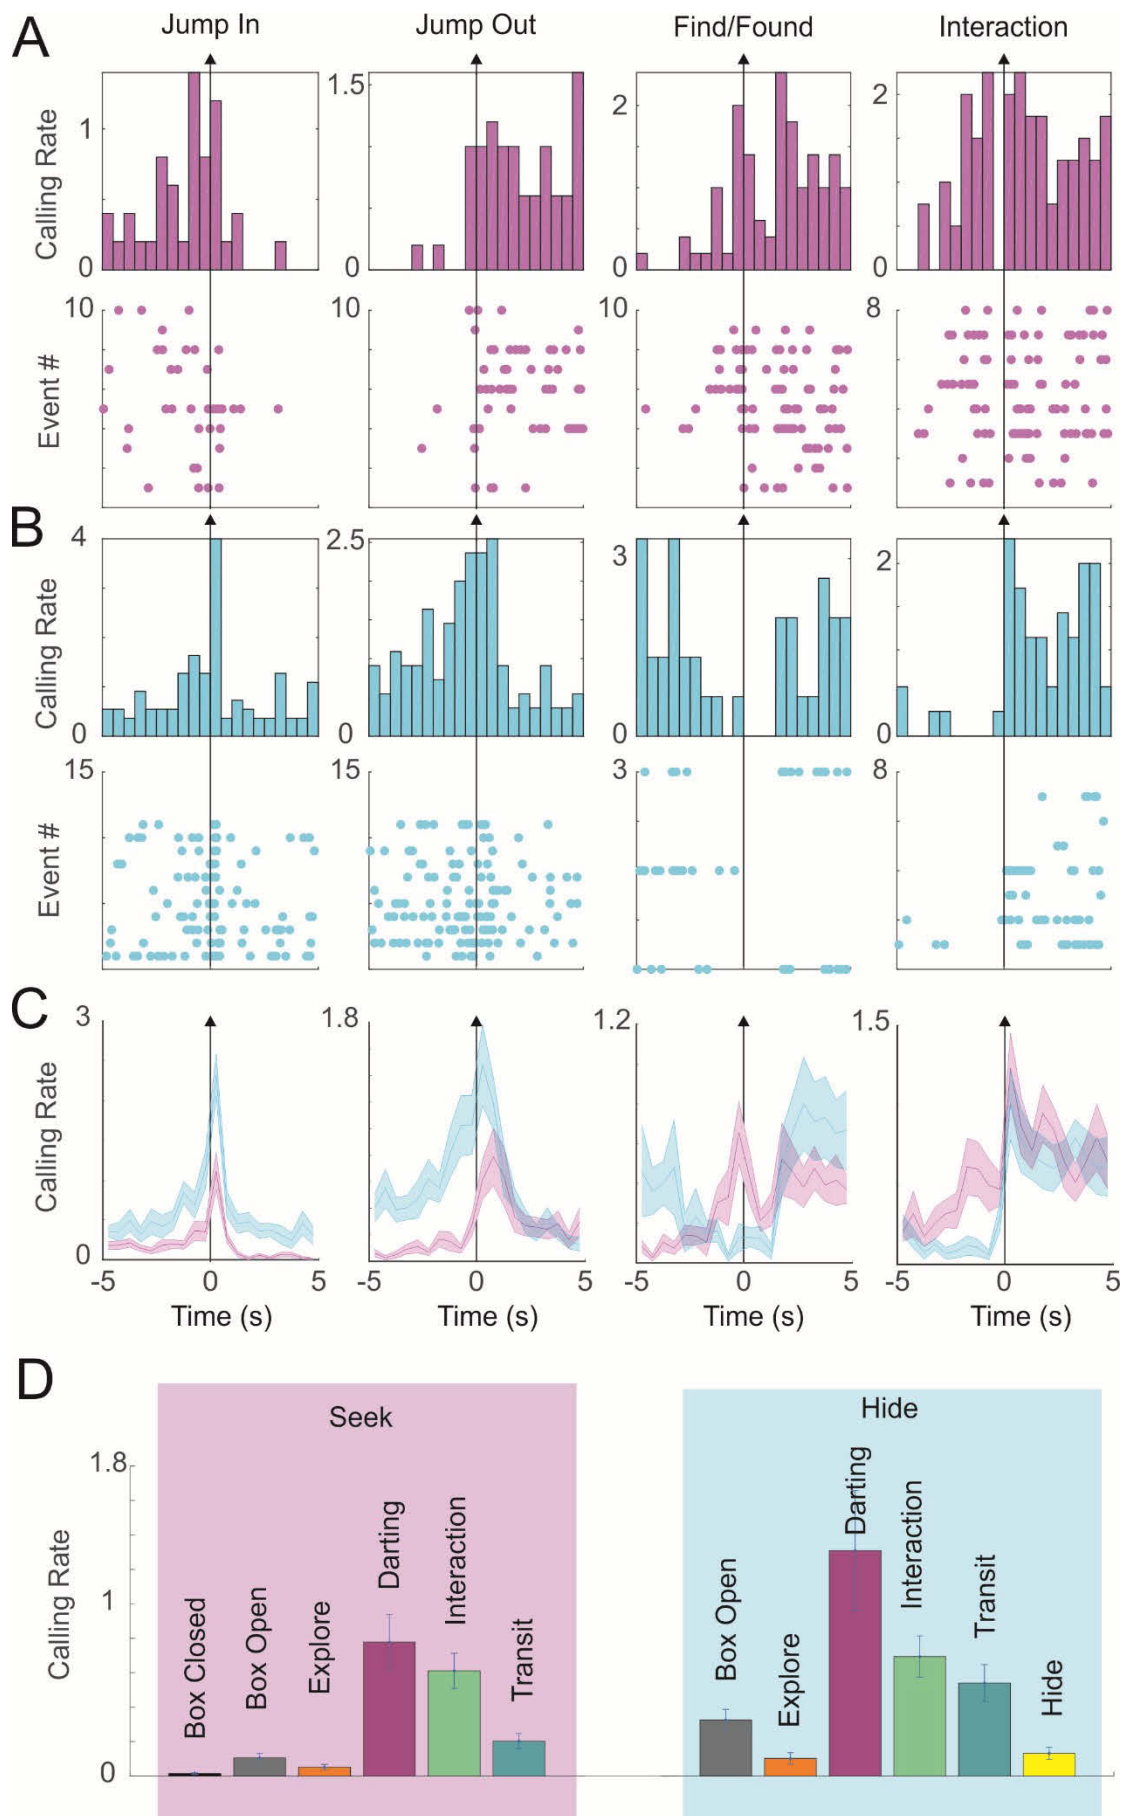 A
Jump In
Jump Out
Find/Found
Interaction
Calling Rate
1
0
1.5
0
2
0
2
0
Event #
10
10
10
8
B
Calling Rate
4
0
2.5
0
3
0
2
0
Event #
15
15
3
8
C
Calling Rate
3
0
1.8
1.2
1.5
-5 0 5
-5 0 5
-5 0 5
-5 0 5
Time (s)
Time (s)
Time (s)
Time (s)
D
Seek
Hide
Calling Rate
1.8
1
0
Box Closed
Box Open
Explore
Darting
Interaction
Transit
Box Open
Explore
Darting
Interaction
Transit
Hide